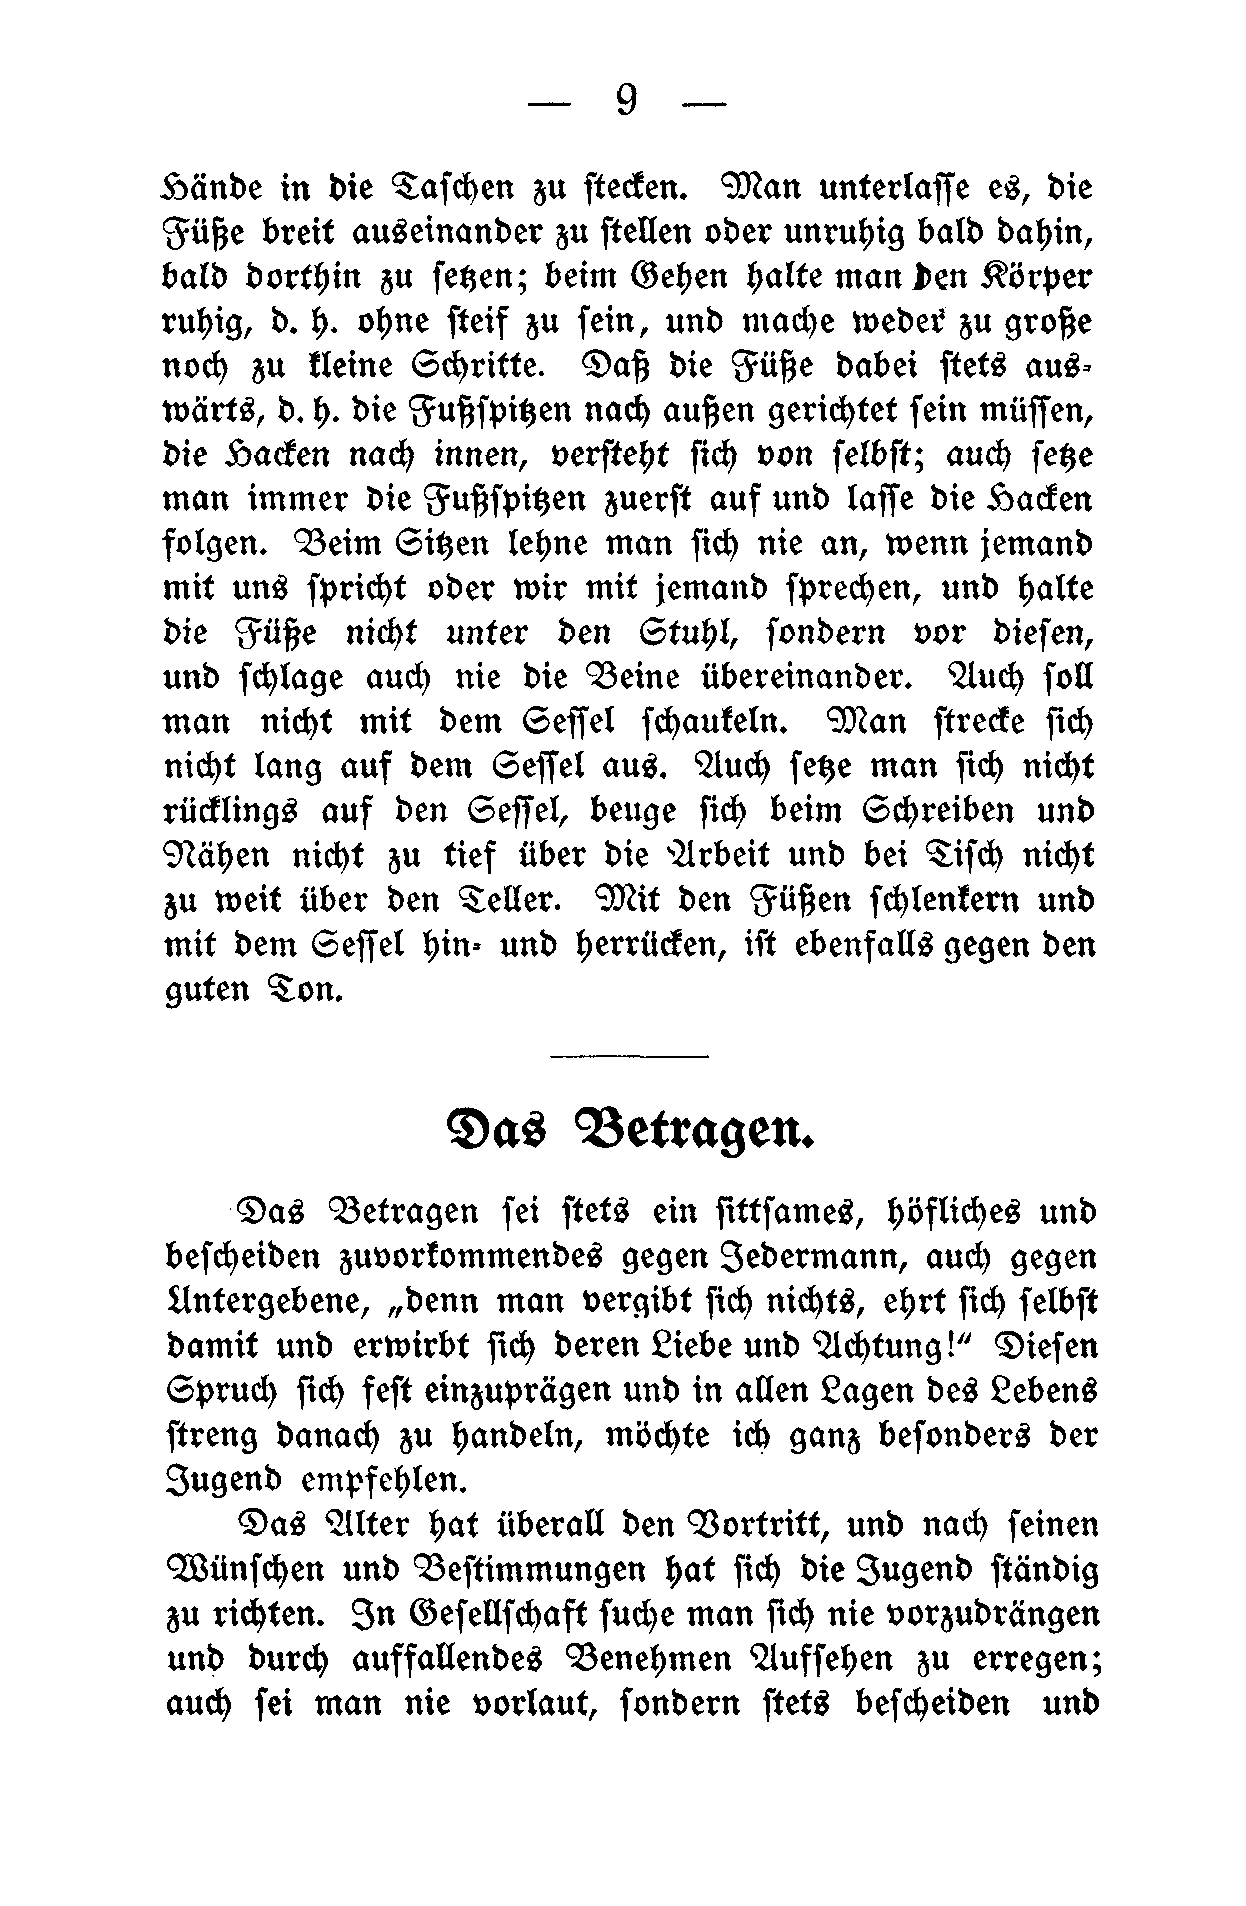 — 9 —
Hände in die Taschen zu stecken. Man unterlasse es, die
Füße breit auseinander zu stellen oder unruhig bald dahin,
bald dorthin zu setzen; beim Gehen halte man den Körper
ruhig, d. h. ohne steif zu sein, und mache weder zu große
noch zu kleine Schritte. Daß die Füße dabei stets aus-
wärts, d. h. die Fußspitzen nach außen gerichtet sein müssen,
die Hacken nach innen, versteht sich von selbst; auch setze
man immer die Fußspitzen zuerst auf und lasse die Hacken
folgen. Beim Sitzen lehne man sich nie an, wenn jemand
mit uns spricht oder wir mit jemand sprechen, und halte
die Füße nicht unter den Stuhl, sondern vor diesen,
und schlage auch nie die Beine übereinander. Auch soll
man nicht mit dem Sessel schaukeln. Man strecke sich
nicht lang auf dem Sessel aus. Auch setze man sich nicht
rücklings auf den Sessel, beuge sich beim Schreiben und
Nähen nicht zu tief über die Arbeit und bei Tisch nicht
zu weit über den Teller. Mit den Füßen schlenkern und
mit dem Sessel hin- und herrücken, ist ebenfalls gegen den
guten Ton.
Das Betragen.
Das Betragen sei stets ein sittsames, höfliches und
bescheiden zuvorkommendes gegen Jedermann, auch gegen
Untergebene, „denn man vergibt sich nichts, ehrt sich selbst
damit und erwirbt sich deren Liebe und Achtung!" Diesen
Spruch sich fest einzuprägen und in allen Lagen des Lebens
streng danach zu handeln, möchte ich ganz besonders der
Jugend empfehlen.
Das Alter hat überall den Vortritt, und nach seinen
Wünschen und Bestimmungen hat sich die Jugend ständig
zu richten. In Gesellschaft suche man sich nie vorzudrängen
und durch auffallendes Benehmen Aufsehen zu erregen;
auch sei man nie vorlaut, sondern stets bescheiden und